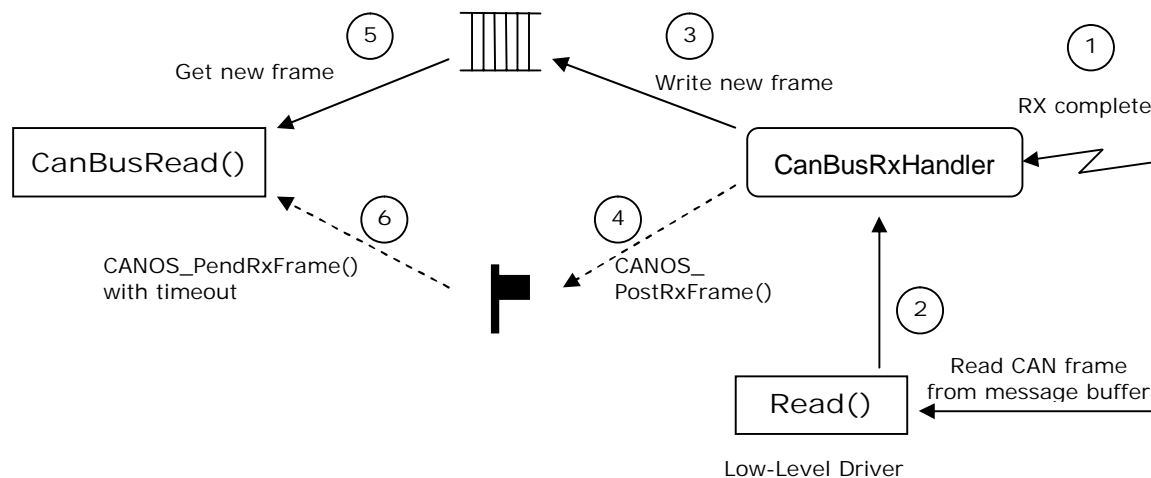 5
3
1
Get new frame
Write new frame
RX complete
CanBusRead()
CanBusRxHandler
6
4
CANOS_PendRxFrame()
with timeout
CANOS_
PostRxFrame()
2
Read CAN frame
from message buffer
Read()
Low-Level Driver